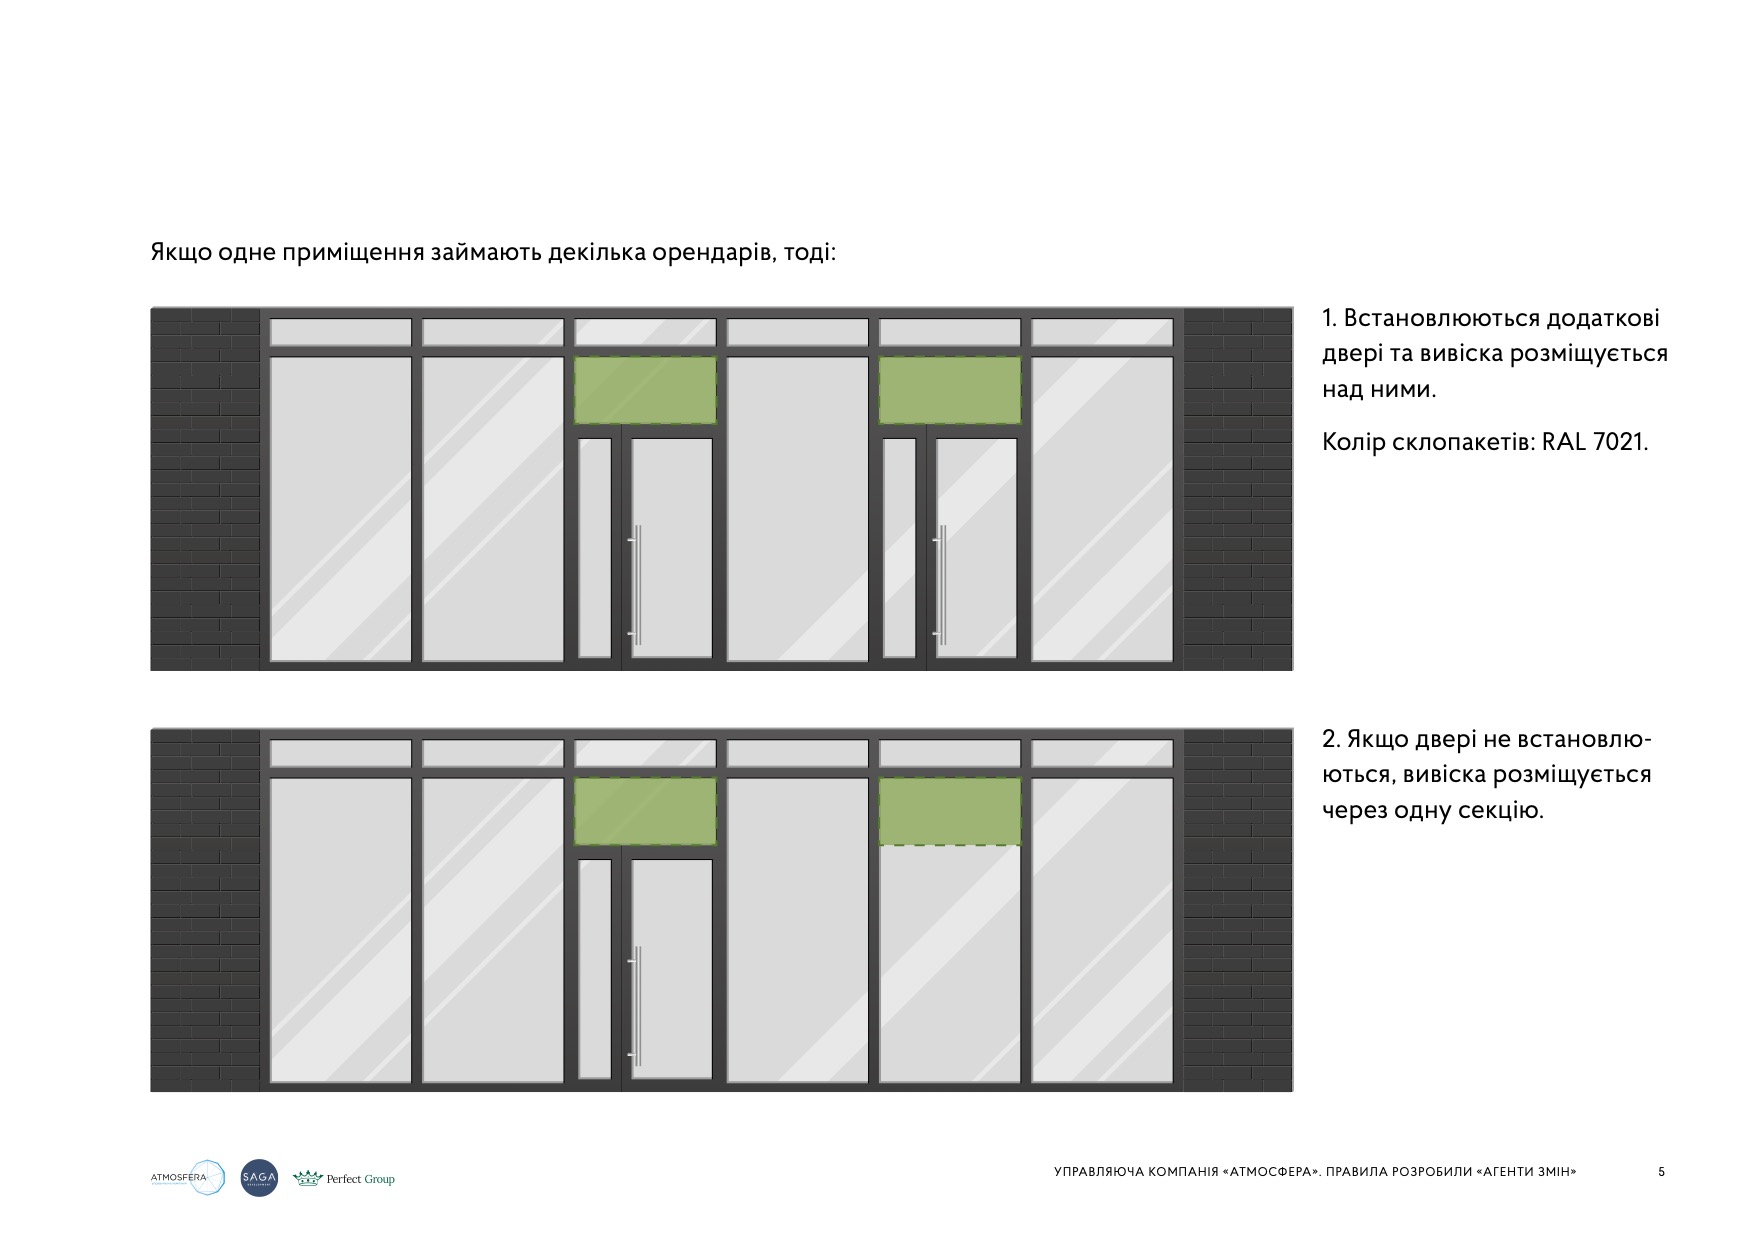 Якщо одне приміщення займають декілька орендарів, тоді:
1. Встановлюються додаткові
двері та вивіска розміщується
над ними.
Колір склопакетів: RAL 7021.
2. Якщо двері не встановлю-
ються, вивіска розміщується
через одну секцію.
ATMOSFERA
SAGA
Perfect Group
УПРАВЛЯЮЧА КОМПАНІЯ «АТМОСФЕРА». ПРАВИЛА РОЗРОБИЛИ «АГЕНТИ ЗМІН»
5